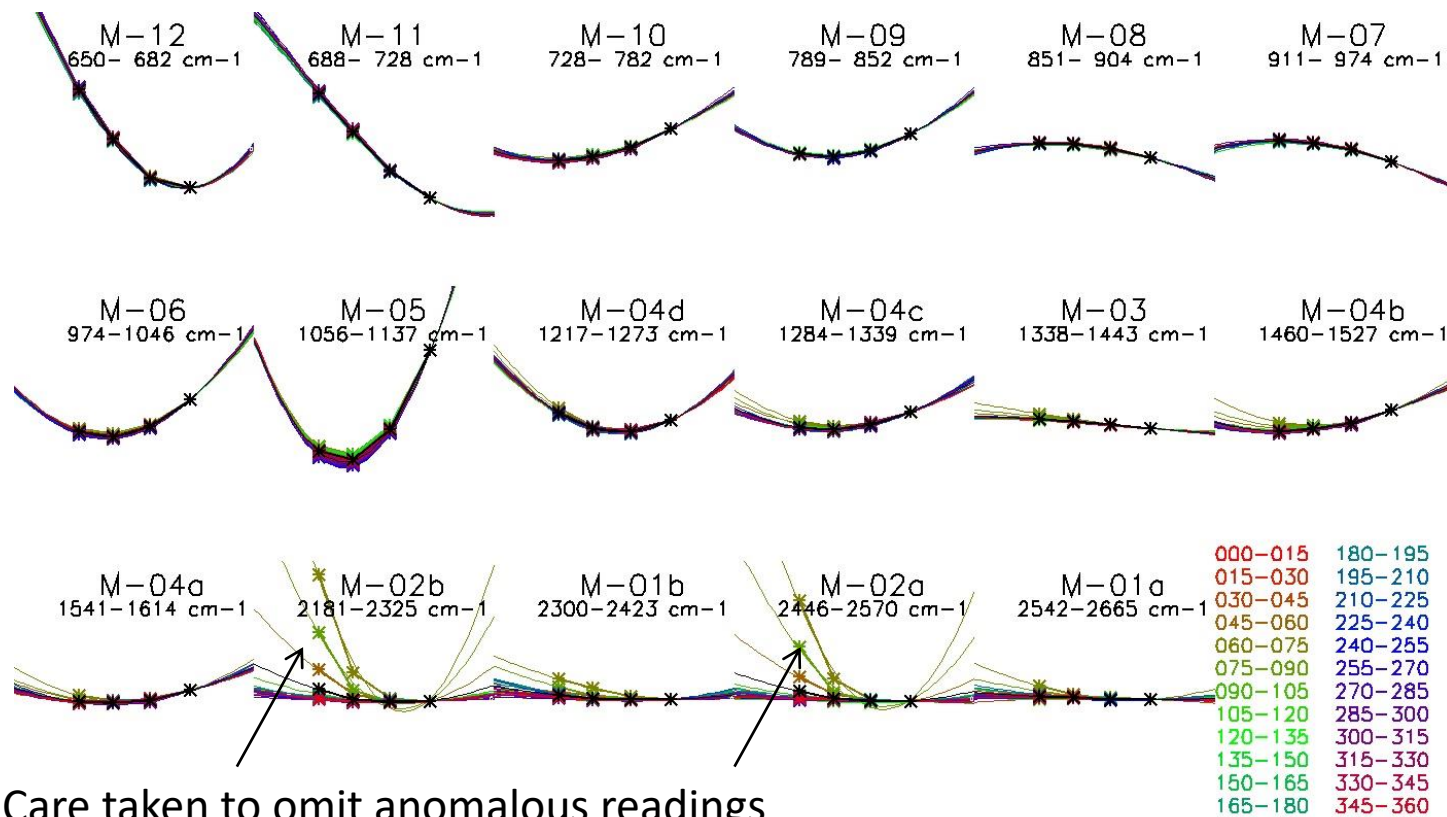 M-12 M-11 M-10 M-09 M-08 M-07
650- 682 cm-1 688- 728 cm-1 728- 782 cm-1 789- 852 cm-1 851- 904 cm-1 911- 974 cm-1
M-06 M-05 M-04d M-04c M-03 M-04b
974-1046 cm-1 1056-1137 cm-1 1217-1273 cm-1 1284-1339 cm-1 1338-1443 cm-1 1460-1527 cm-1
M-04a M-02b M-01b M-02a M-01a
1541-1614 cm-1 2181-2325 cm-1 2300-2423 cm-1 2446-2570 cm-1 2542-2665 cm-1
000-015 180-195
015-030 195-210
030-045 210-225
045-060 225-240
060-075 240-255
075-090 255-270
090-105 270-285
105-120 285-300
120-135 300-315
135-150 315-330
150-165 330-345
165-180 345-360
Care taken to omit anomalous readings